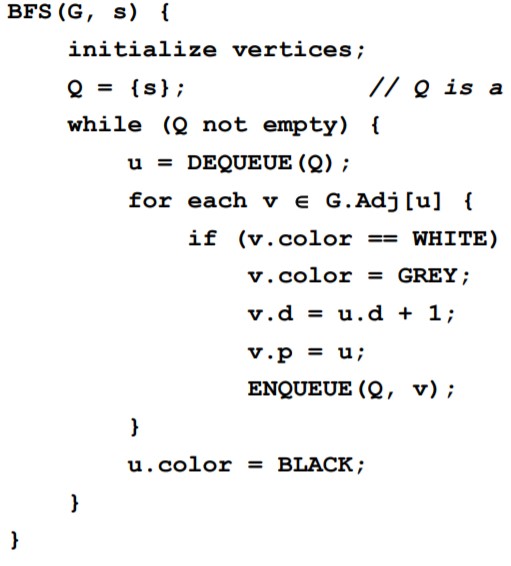 BFS(G, s) {
initialize vertices;
Q = {s}; // Q is a
while (Q not empty) {
u = DEQUEUE(Q);
for each v ∈ G.Adj[u] {
if (v.color == WHITE)
v.color = GREY;
v.d = u.d + 1;
v.p = u;
ENQUEUE(Q, v);
}
u.color = BLACK;
}
}